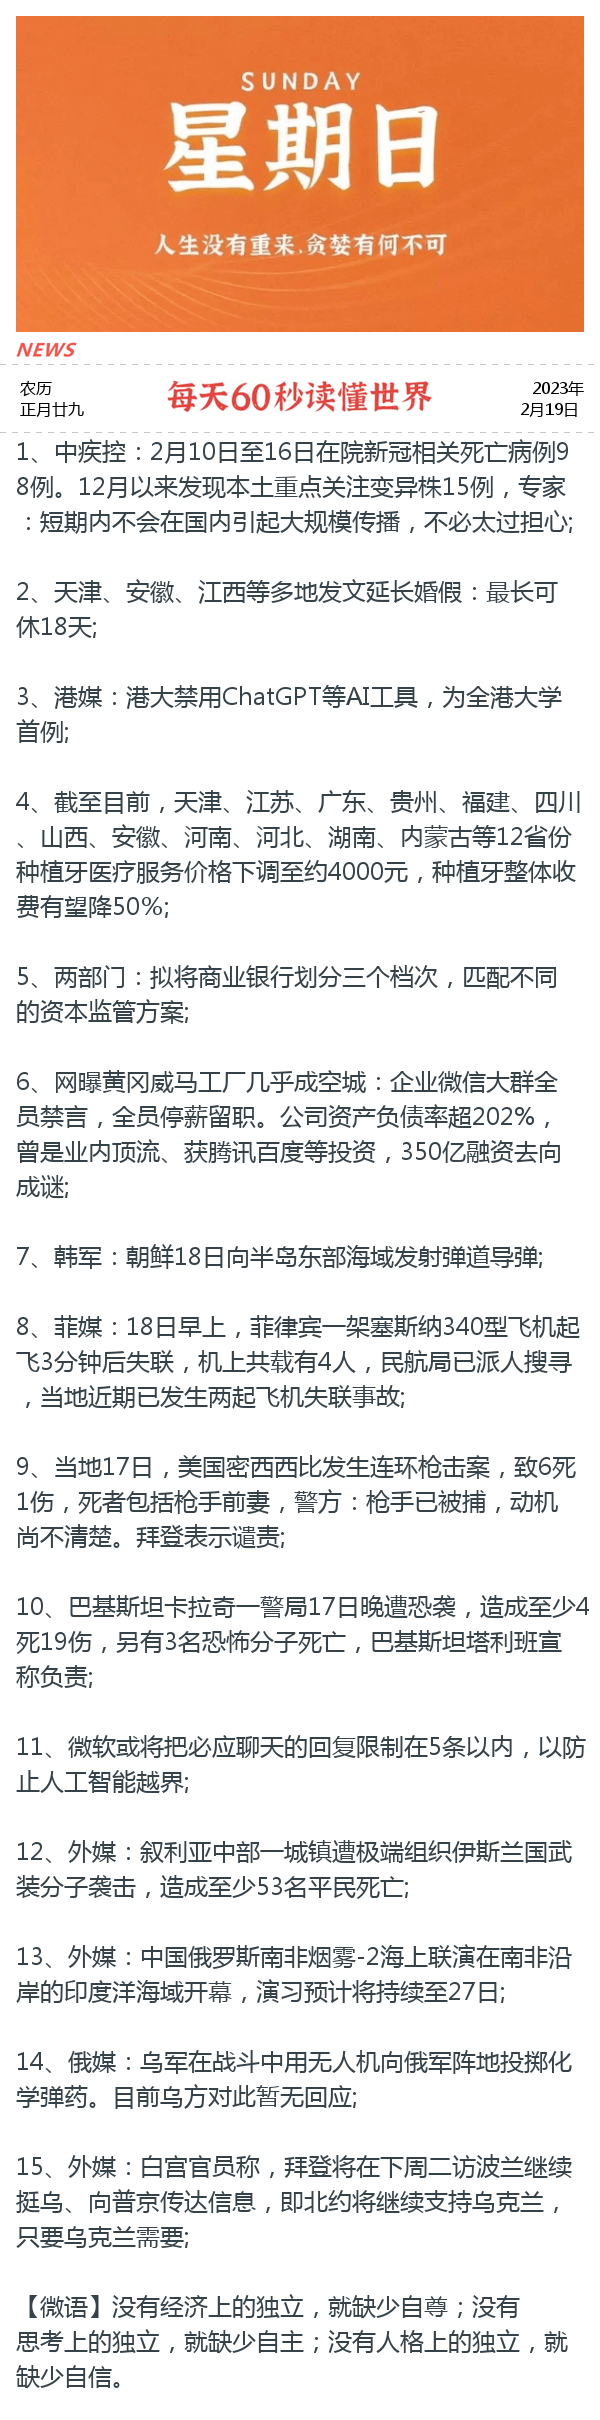 SUNDAY
星期日
人生没有重来,贪婪有何不可
NEWS
农历
正月廿九
每天60秒读懂世界
2023年
2月19日
1、中疾控：2月10日至16日在院新冠相关死亡病例9
8例。12月以来发现本土重点关注变异株15例，专家
：短期内不会在国内引起大规模传播，不必太过担心;
2、天津、安徽、江西等多地发文延长婚假：最长可
休18天;
3、港媒：港大禁用ChatGPT等AI工具，为全港大学
首例;
4、截至目前，天津、江苏、广东、贵州、福建、四川
、山西、安徽、河南、河北、湖南、内蒙古等12省份
种植牙医疗服务价格下调至约4000元，种植牙整体收
费有望降50%;
5、两部门：拟将商业银行划分三个档次，匹配不同
的资本监管方案;
6、网曝黄冈威马工厂几乎成空城：企业微信大群全
员禁言，全员停薪留职。公司资产负债率超202%，
曾是业内顶流、获腾讯百度等投资，350亿融资去向
成谜;
7、韩军：朝鲜18日向半岛东部海域发射弹道导弹;
8、菲媒：18日早上，菲律宾一架塞斯纳340型飞机起
飞3分钟后失联，机上共载有4人，民航局已派人搜寻
，当地近期已发生两起飞机失联事故;
9、当地17日，美国密西西比发生连环枪击案，致6死
1伤，死者包括枪手前妻，警方：枪手已被捕，动机
尚不清楚。拜登表示谴责;
10、巴基斯坦卡拉奇一警局17日晚遭恐袭，造成至少4
死19伤，另有3名恐怖分子死亡，巴基斯坦塔利班宣
称负责;
11、微软或将把必应聊天的回复限制在5条以内，以防
止人工智能越界;
12、外媒：叙利亚中部一城镇遭极端组织伊斯兰国武
装分子袭击，造成至少53名平民死亡;
13、外媒：中国俄罗斯南非烟雾-2海上联演在南非沿
岸的印度洋海域开幕，演习预计将持续至27日;
14、俄媒：乌军在战斗中用无人机向俄军阵地投掷化
学弹药。目前乌方对此暂无回应;
15、外媒：白宫官员称，拜登将在下周二访波兰继续
挺乌、向普京传达信息，即北约将继续支持乌克兰，
只要乌克兰需要;
【微语】没有经济上的独立，就缺少自尊；没有
思考上的独立，就缺少自主；没有人格上的独立，就
缺少自信。